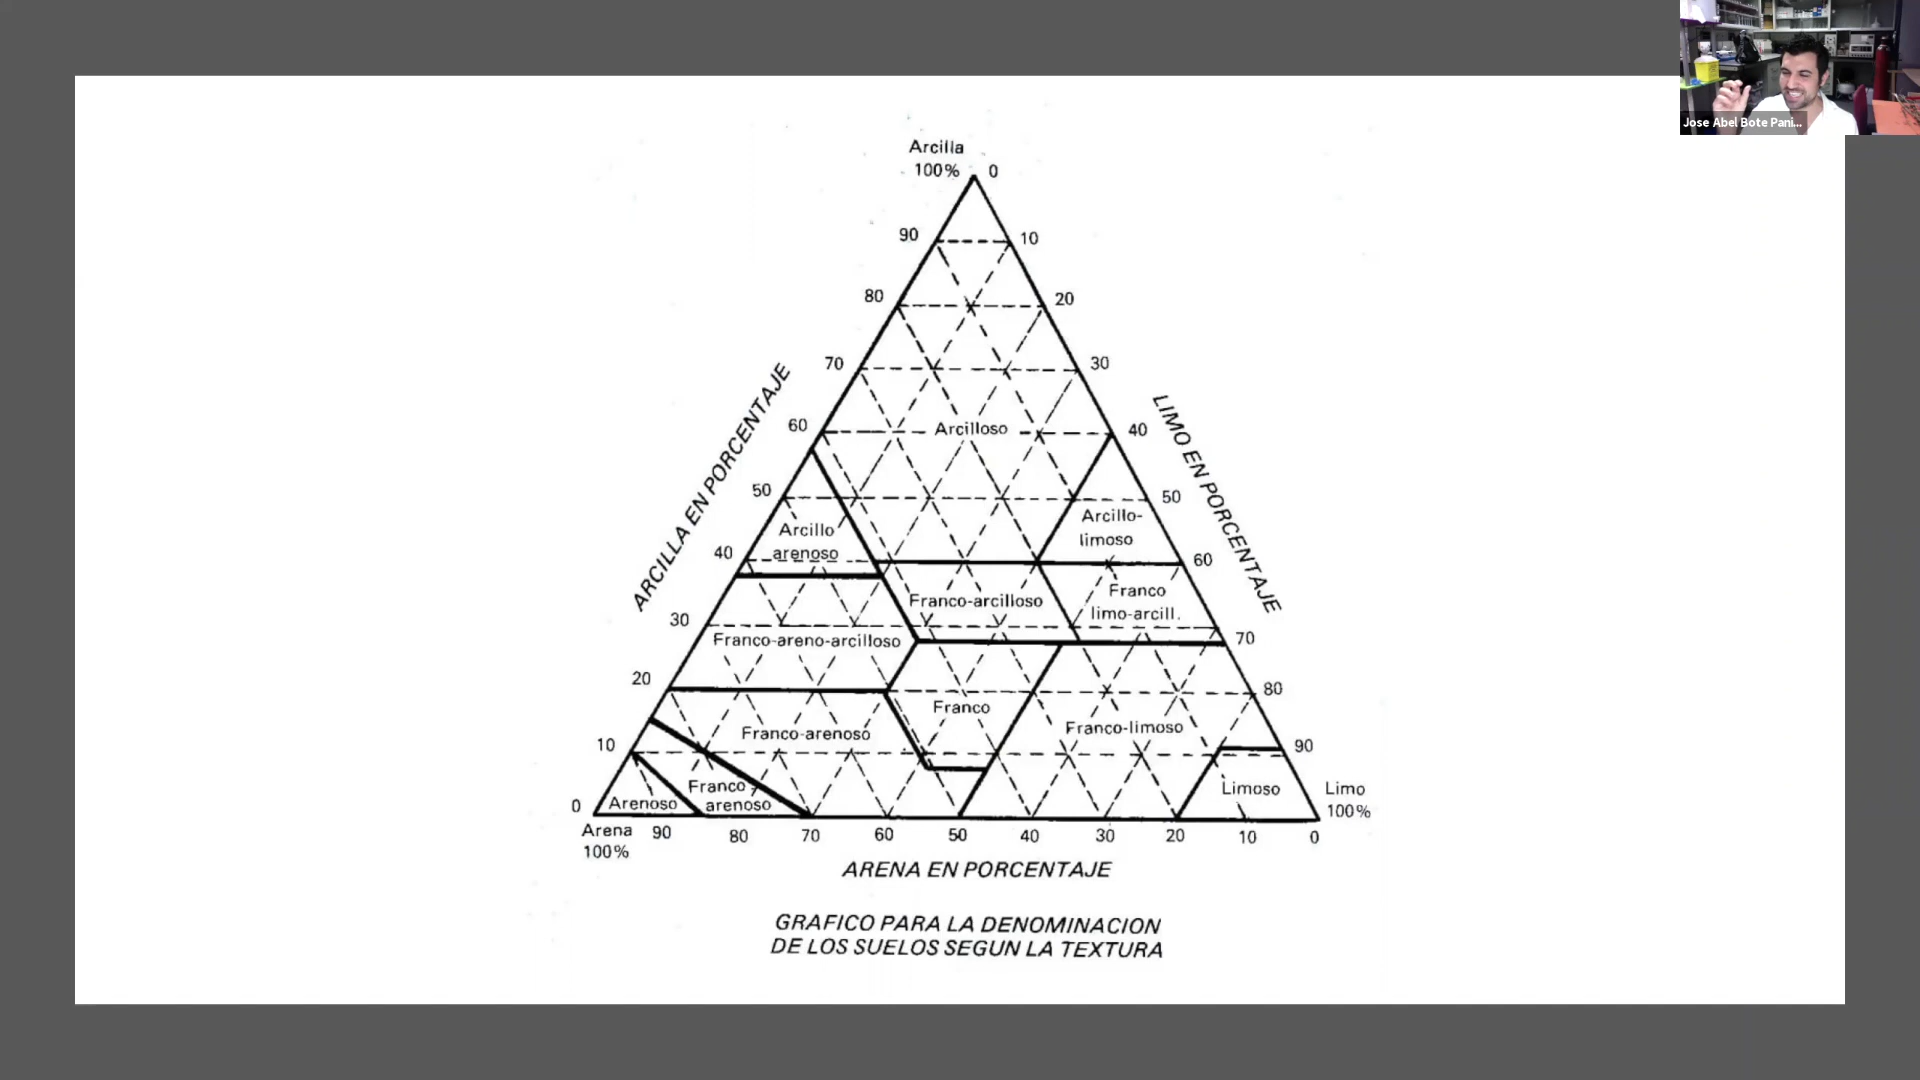 Jose Abel Bote Pani...
Arcilla
100%
0
90
10
80
20
70
30
60
Arcilloso
40
50
50
Arcillo
arenoso
Arcillo-
limoso
40
60
Franco-arcilloso
Franco
limo-arcill.
30
70
Franco-areno-arcilloso
20
80
Franco
Franco-arenoso
Franco-limoso
10
90
Franco
arenoso
Arenoso
Limoso
0
Limo
100%
Arena
100%
90
80
70
60
50
40
30
20
10
0
ARCILLA EN PORCENTAJE
LIMO EN PORCENTAJE
ARENA EN PORCENTAJE
GRAFICO PARA LA DENOMINACION
DE LOS SUELOS SEGUN LA TEXTURA